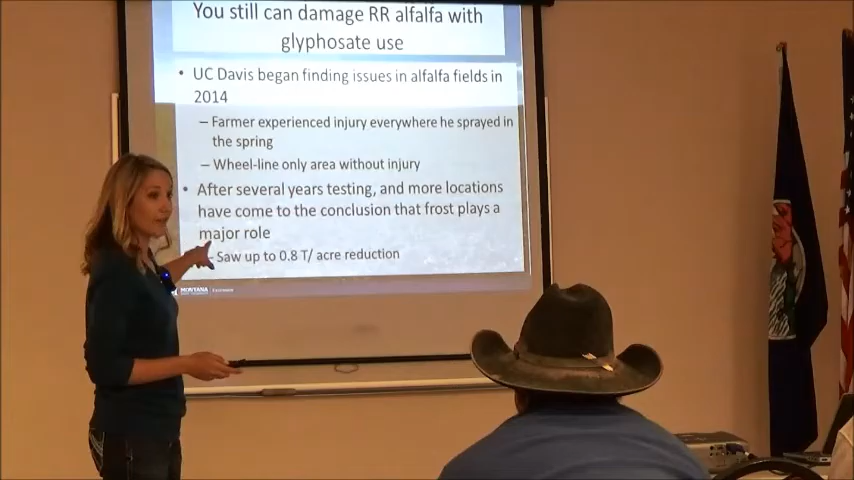 You still can damage RR alfalfa with
glyphosate use
• UC Davis began finding issues in alfalfa fields in
2014
– Farmer experienced injury everywhere he sprayed in
the spring
– Wheel-line only area without injury
• After several years testing, and more locations
have come to the conclusion that frost plays a
major role
– Saw up to 0.8 T/ acre reduction
MONTANA